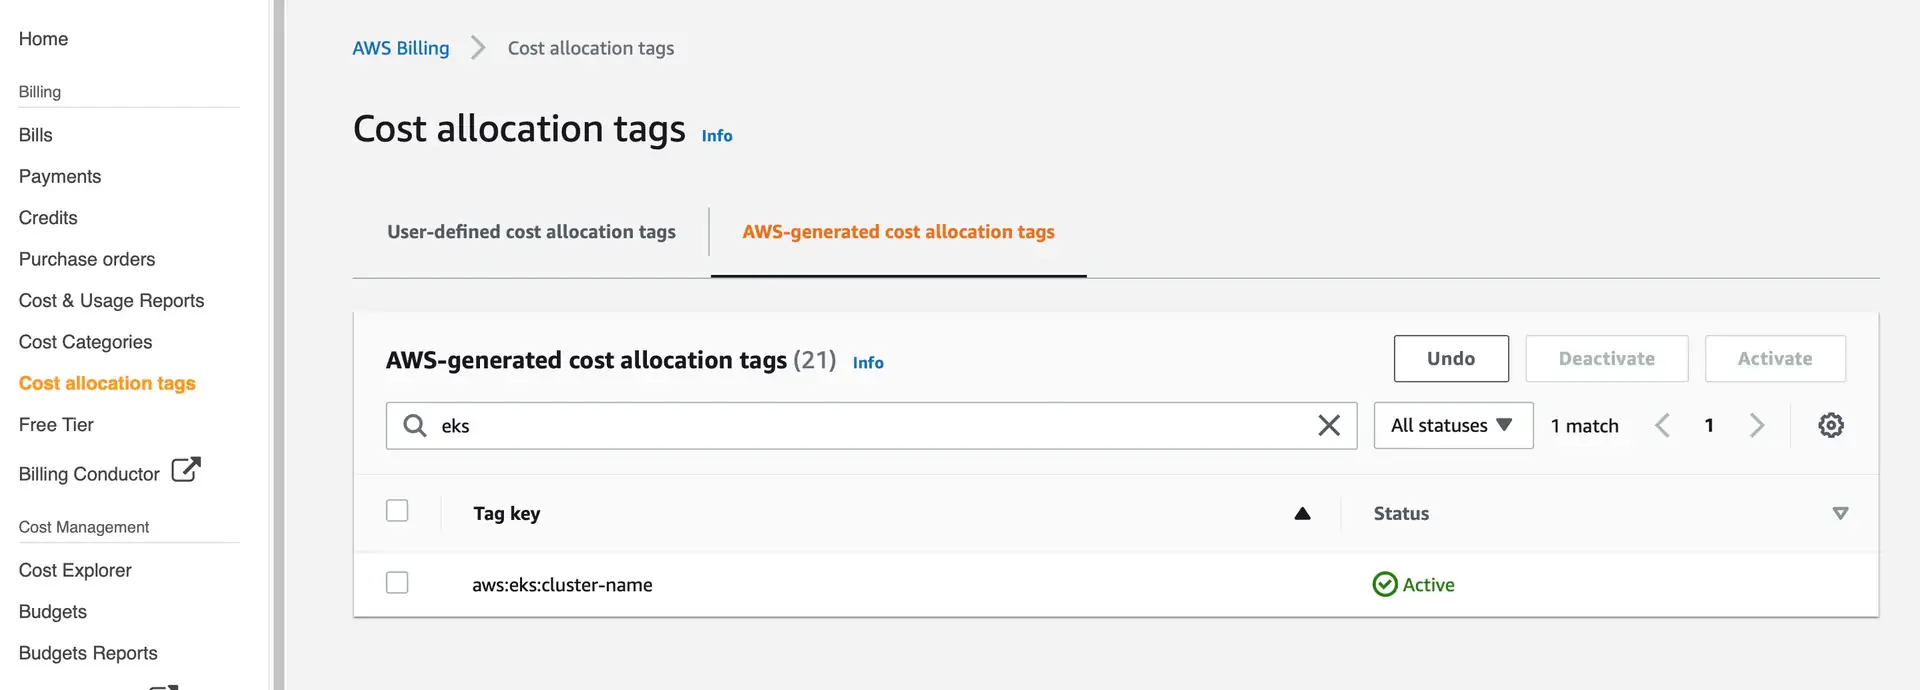 Home
Billing
Bills
Payments
Credits
Purchase orders
Cost & Usage Reports
Cost Categories
Cost allocation tags
Free Tier
Billing Conductor
Cost Management
Cost Explorer
Budgets
Budgets Reports
AWS Billing > Cost allocation tags
Cost allocation tags Info
User-defined cost allocation tags AWS-generated cost allocation tags
AWS-generated cost allocation tags (21) Info Undo Deactivate Activate
eks All statuses 1 match 1
Tag key Status
aws:eks:cluster-name Active